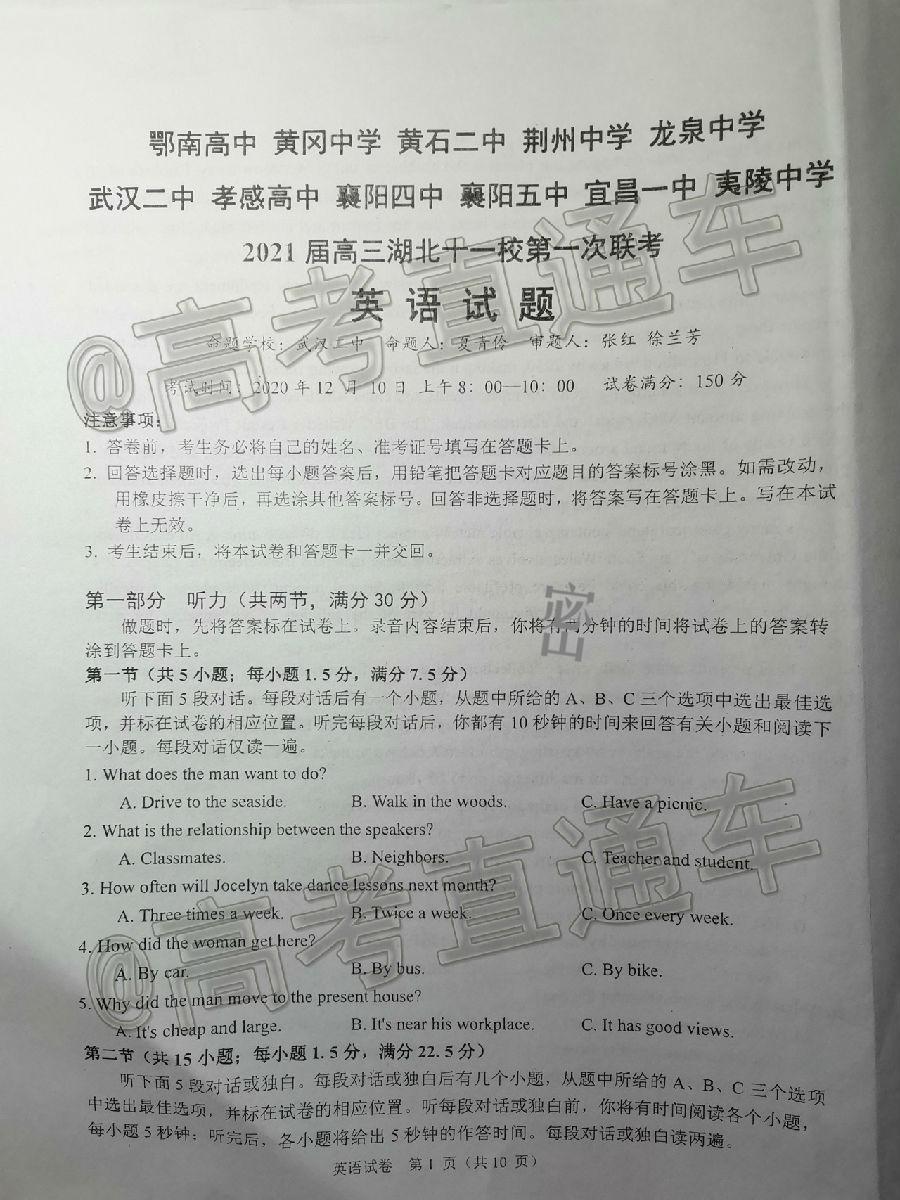 鄂南高中 黄冈中学 黄石二中 荆州中学 龙泉中学
武汉二中 孝感高中 襄阳四中 襄阳五中 宜昌一中 夷陵中学
2021 届高三湖北十一校第一次联考
英 语 试 题
命题学校：武汉二中 命题人：夏青伶 审题人：张红 徐兰芳
考试时间：2020 年 12 月 10 日 上午 8：00—10：00 试卷满分：150 分
注意事项：
1. 答卷前，考生务必将自己的姓名、准考证号填写在答题卡上。
2. 回答选择题时，选出每小题答案后，用铅笔把答题卡对应题目的答案标号涂黑。如需改动，
用橡皮擦干净后，再选涂其他答案标号。回答非选择题时，将答案写在答题卡上。写在本试
卷上无效。
3. 考生结束后，将本试卷和答题卡一并交回。
第一部分 听力（共两节，满分 30 分）
做题时，先将答案标在试卷上。录音内容结束后，你将有两分钟的时间将试卷上的答案转
涂到答题卡上。
第一节（共 5 小题；每小题 1.5 分，满分 7.5 分）
听下面 5 段对话。每段对话后有一个小题，从题中所给的 A、B、C 三个选项中选出最佳选
项，并标在试卷的相应位置。听完每段对话后，你都有 10 秒钟的时间来回答有关小题和阅读下
一小题。每段对话仅读一遍。
1. What does the man want to do?
A. Drive to the seaside. B. Walk in the woods. C. Have a picnic.
2. What is the relationship between the speakers?
A. Classmates. B. Neighbors. C. Teacher and student.
3. How often will Jocelyn take dance lessons next month?
A. Three times a week. B. Twice a week. C. Once every week.
4. How did the woman get here?
A. By car. B. By bus. C. By bike.
5. Why did the man move to the present house?
A. It's cheap and large. B. It's near his workplace. C. It has good views.
第二节（共 15 小题；每小题 1.5 分，满分 22.5 分）
听下面 5 段对话或独白。每段对话或独白后有几个小题，从题中所给的 A、B、C 三个选项
中选出最佳选项，并标在试卷的相应位置。听每段对话或独白前，你将有时间阅读各个小题，
每小题 5 秒钟；听完后，各小题将给出 5 秒钟的作答时间。每段对话或独白读两遍。
英语试卷 第 1 页（共 10 页）
@高考直通车
密
@高考直通车